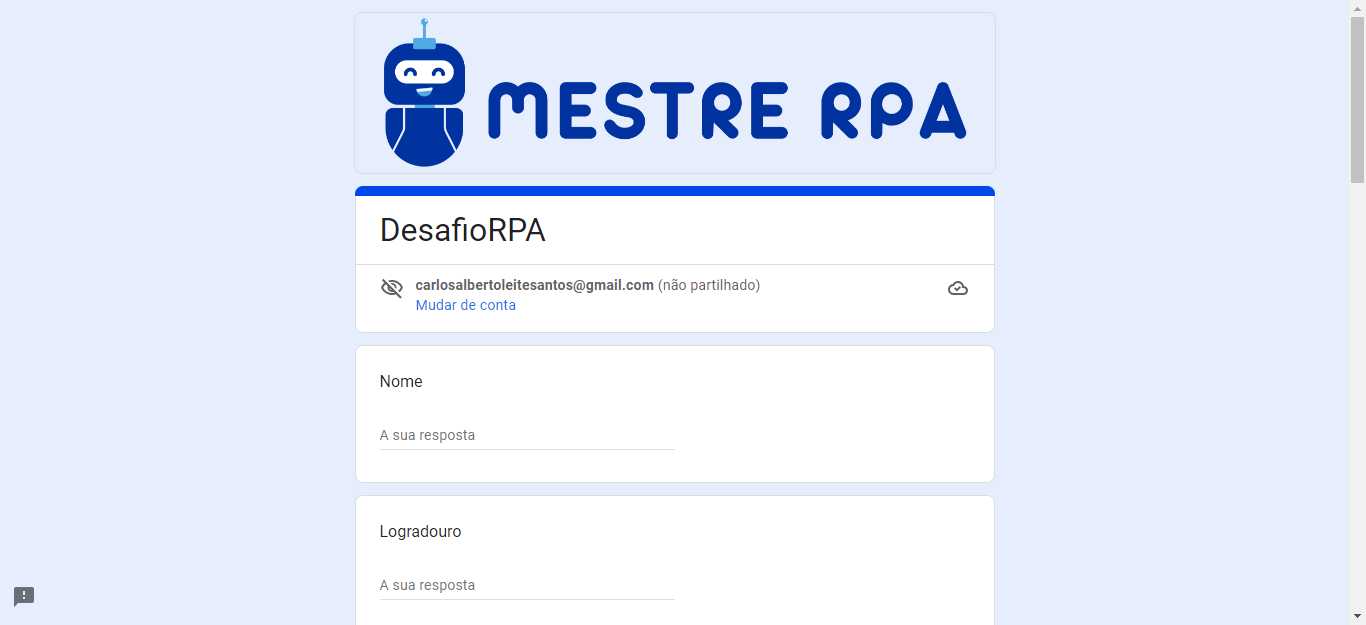 MESTRE RPA
DesafioRPA
carlosalbertoleitesantos@gmail.com (não partilhado)
Mudar de conta
Nome
A sua resposta
Logradouro
A sua resposta